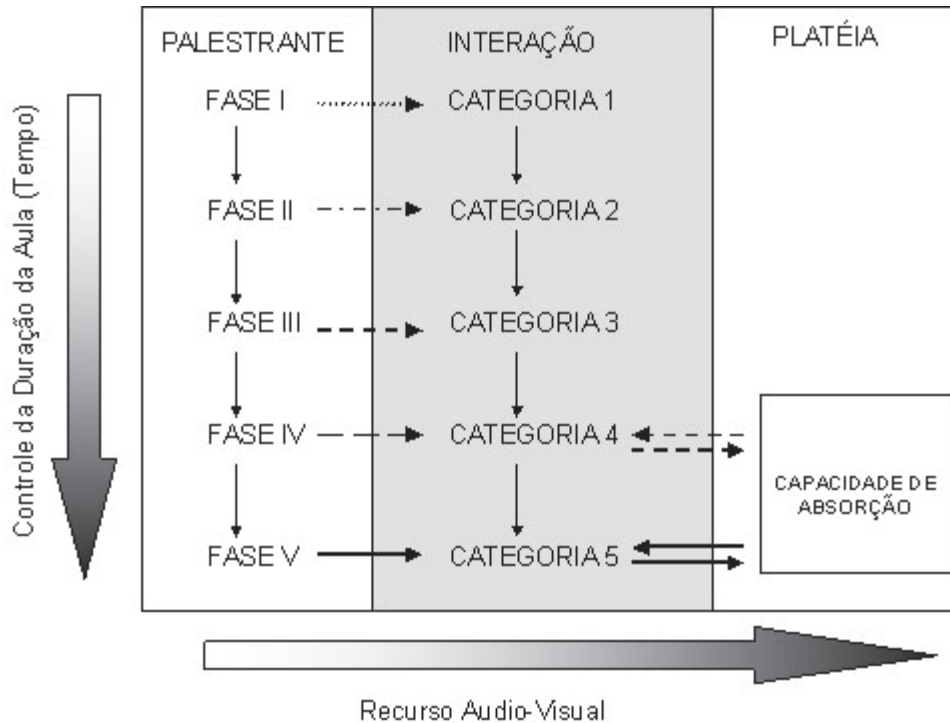 PALESTRANTE
INTERAÇÃO
PLATÉIA
FASE I
CATEGORIA 1
FASE II
CATEGORIA 2
FASE III
CATEGORIA 3
FASE IV
CATEGORIA 4
FASE V
CATEGORIA 5
CAPACIDADE DE
ABSORÇÃO
Controle da Duração da Aula (Tempo)
Recurso Audio-Visual